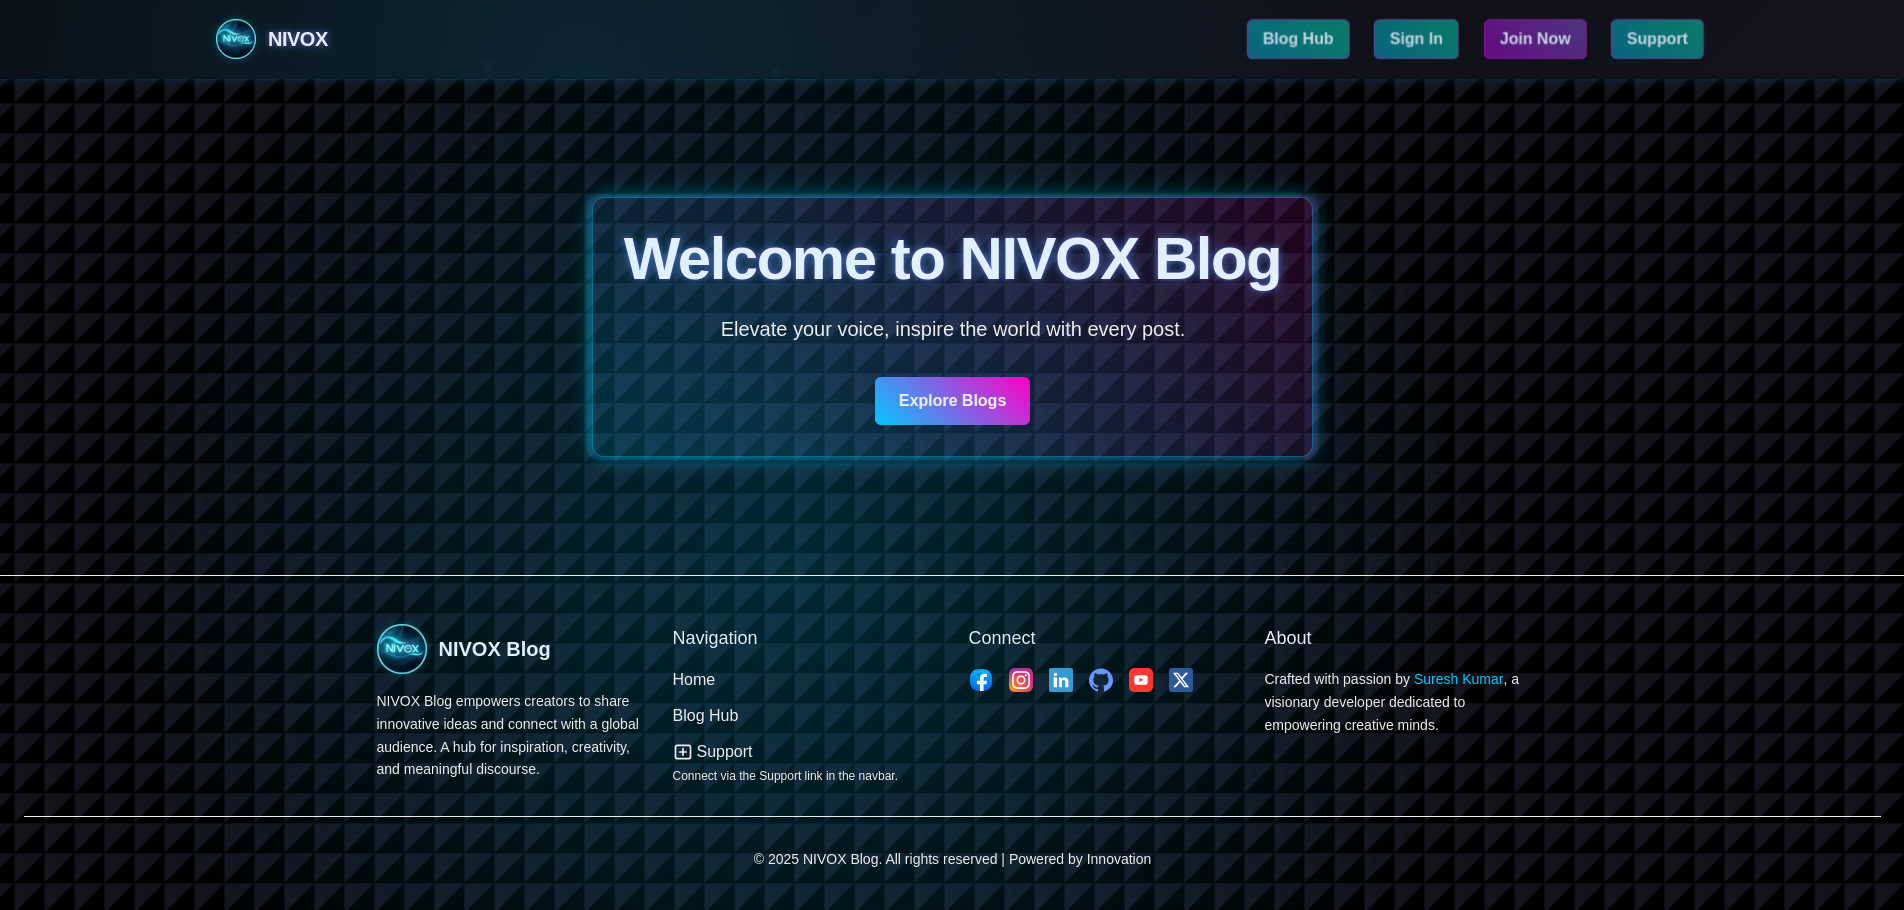 NIVOX
NIVOX
Blog Hub
Sign In
Join Now
Support
Welcome to NIVOX Blog
Elevate your voice, inspire the world with every post.
Explore Blogs
NIVOX
NIVOX Blog
NIVOX Blog empowers creators to share
innovative ideas and connect with a global
audience. A hub for inspiration, creativity,
and meaningful discourse.
Navigation
Home
Blog Hub
Support
Connect via the Support link in the navbar.
Connect
About
Crafted with passion by Suresh Kumar, a
visionary developer dedicated to
empowering creative minds.
© 2025 NIVOX Blog. All rights reserved | Powered by Innovation